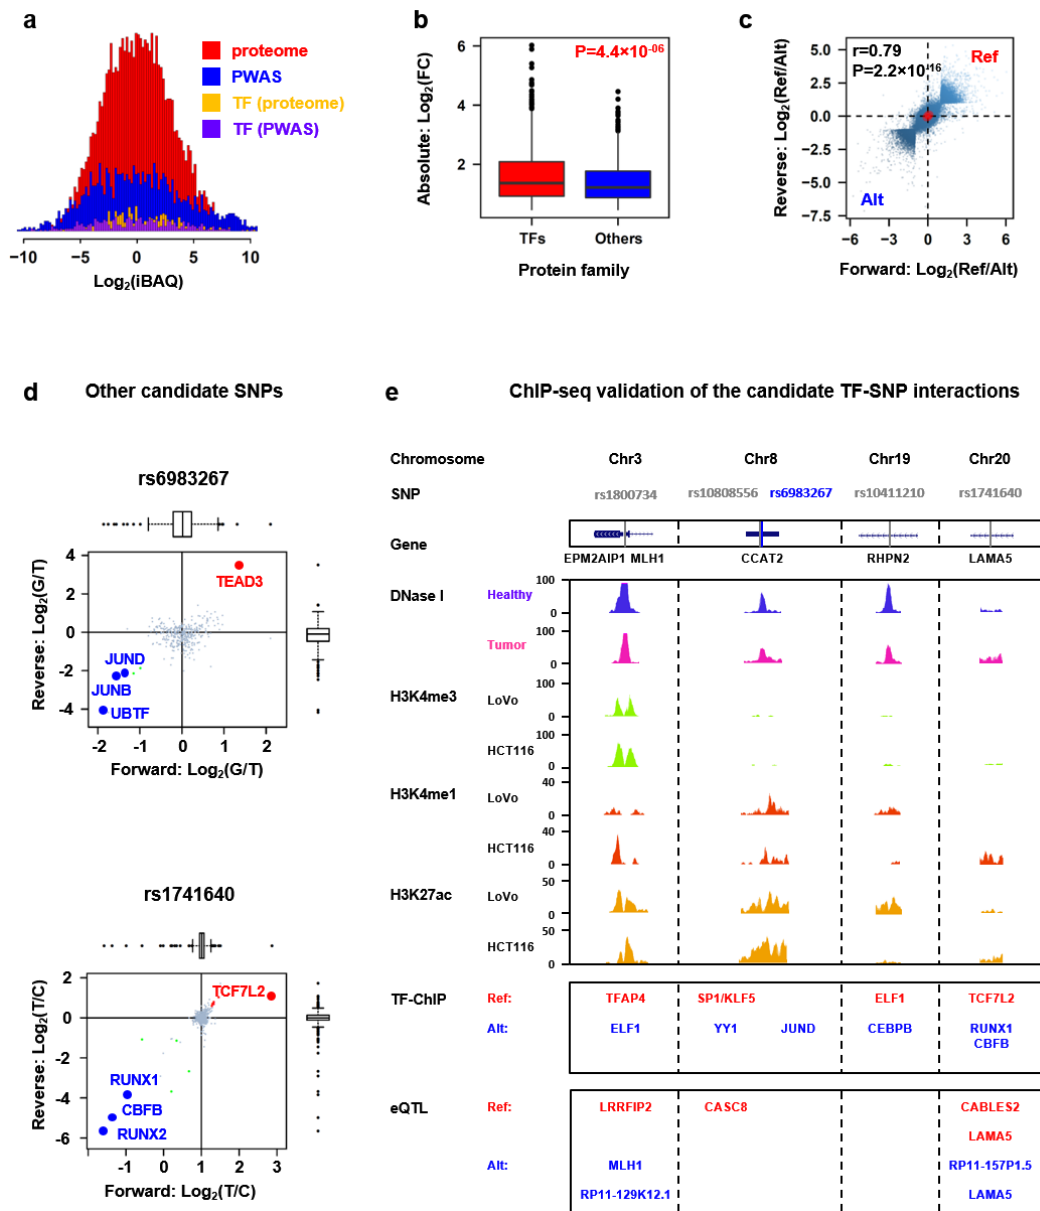 a
proteome
PWAS
TF (proteome)
TF (PWAS)
−10 −5 0 5 10
Log2(iBAQ)
b
P=4.4×10-06
6
4
2
Absolute: Log2(FC)
TFs Others
Protein family
c
r=0.79
P=2.2×10-16
Ref
Alt
5.0
2.5
0.0
−2.5
−5.0
−7.5
Reverse: Log2(Ref/Alt)
−6 −3 0 3 6
Forward: Log2(Ref/Alt)
d Other candidate SNPs
rs6983267
4
2
0
-2
-4
Reverse: Log2(G/T)
TEAD3
JUND
JUNB
UBTF
-2 -1 0 1 2
Forward: Log2(G/T)
rs1741640
2
0
-2
-4
-6
Reverse: Log2(T/C)
TCF7L2
RUNX1
CBFB
RUNX2
-1 0 1 2 3
Forward: Log2(T/C)
e ChIP-seq validation of the candidate TF-SNP interactions
Chromosome Chr3 Chr8 Chr19 Chr20
SNP rs1800734 rs10808556 rs6983267 rs10411210 rs1741640
Gene
EPM2AIP1 MLH1 CCAT2 RHPN2 LAMA5
DNase I Healthy 100 0
Tumor 100 0
H3K4me3 LoVo 100 0
HCT116 100 0
H3K4me1 LoVo 40 0
HCT116 40 0
H3K27ac LoVo 50 0
HCT116 50 0
TF-ChIP Ref: TFAP4 SP1/KLF5 ELF1 TCF7L2
Alt: ELF1 YY1 JUND CEBPB RUNX1
CBFB
eQTL Ref: LRRFIP2 CASC8 CABLES2
LAMA5
Alt: MLH1 RP11-157P1.5
RP11-129K12.1 LAMA5